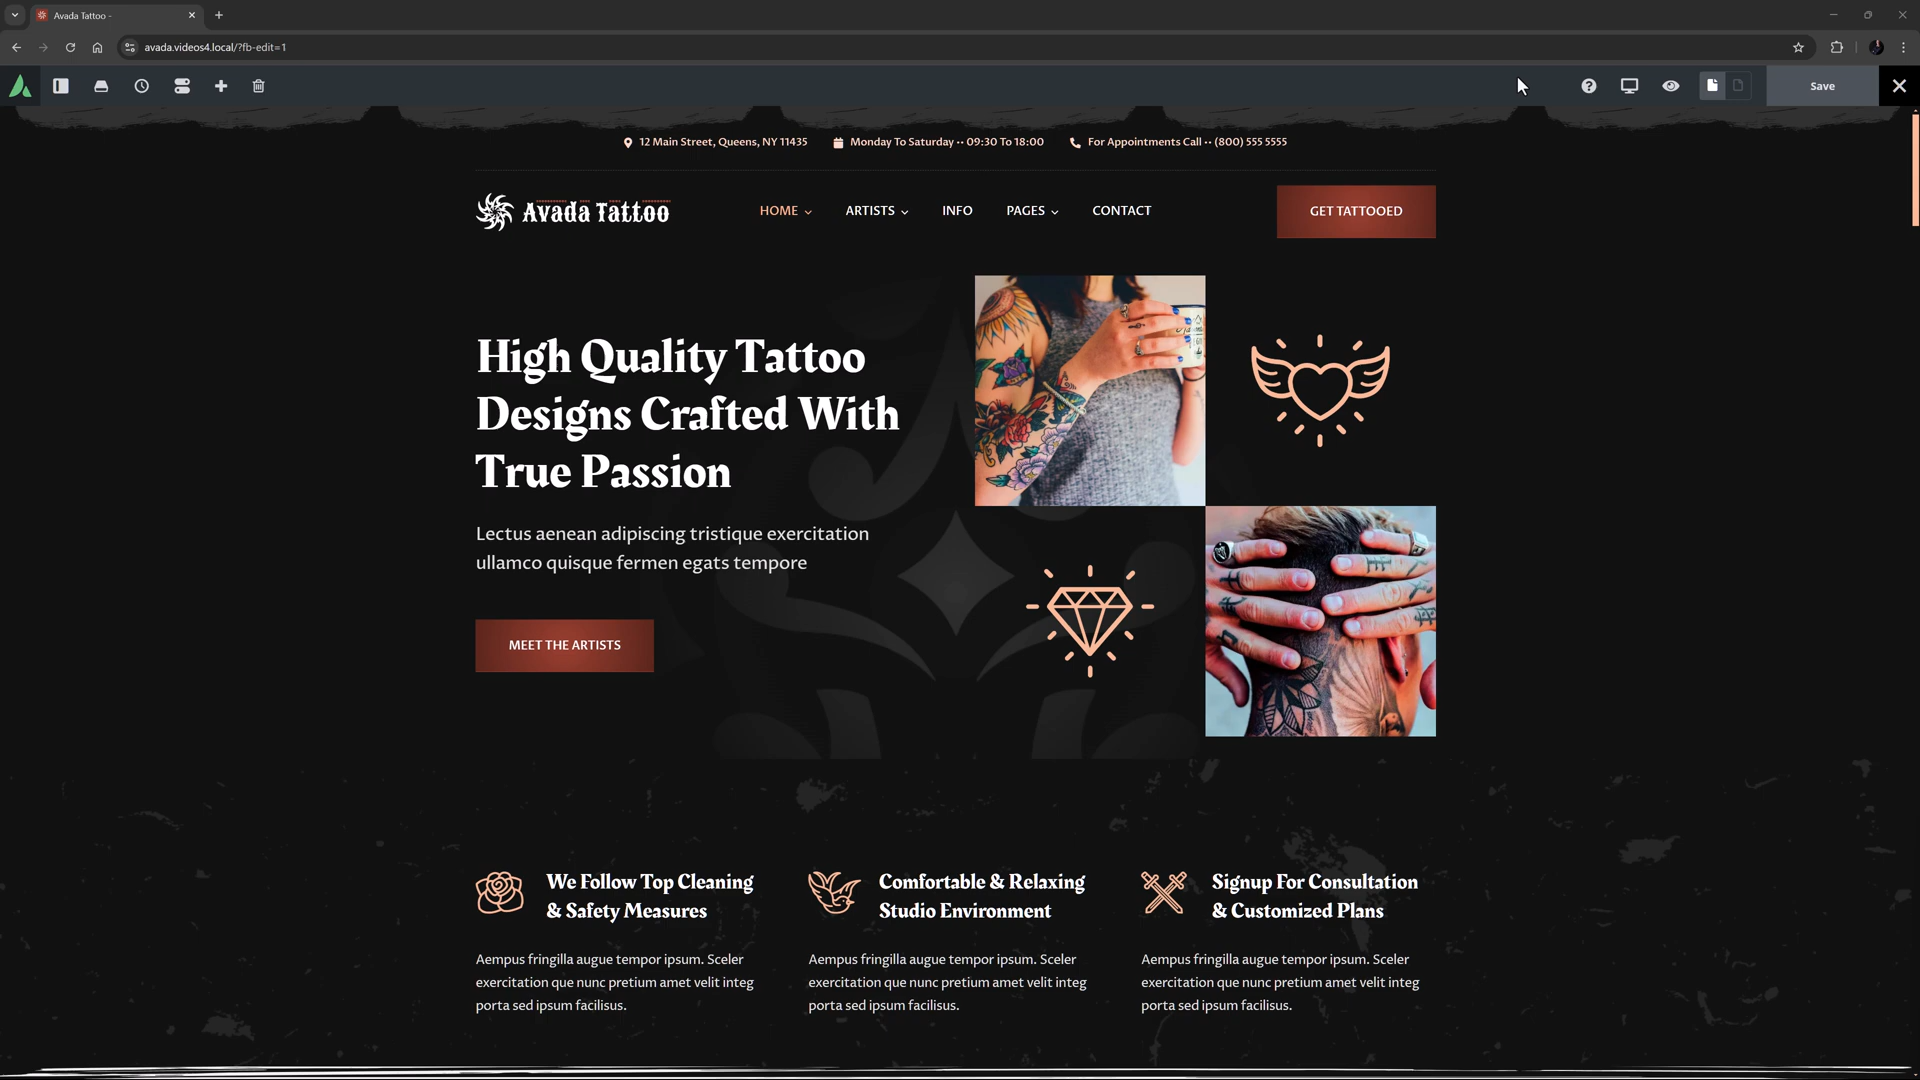 Avada Tattoo -
avada.videos4.local/?fb-edit=1
Save
12 Main Street, Queens, NY 11435
Monday To Saturday •• 09:30 To 18:00
For Appointments Call •• (800) 555 5555
Avada Tattoo
HOME
ARTISTS
INFO
PAGES
CONTACT
GET TATTOOED
High Quality Tattoo
Designs Crafted With
True Passion
Lectus aenean adipiscing tristique exercitation
ullamco quisque fermen egats tempore
MEET THE ARTISTS
We Follow Top Cleaning
& Safety Measures
Aempus fringilla augue tempor ipsum. Sceler
exercitation que nunc pretium amet velit integ
porta sed ipsum facilisus.
Comfortable & Relaxing
Studio Environment
Aempus fringilla augue tempor ipsum. Sceler
exercitation que nunc pretium amet velit integ
porta sed ipsum facilisus.
Signup For Consultation
& Customized Plans
Aempus fringilla augue tempor ipsum. Sceler
exercitation que nunc pretium amet velit integ
porta sed ipsum facilisus.